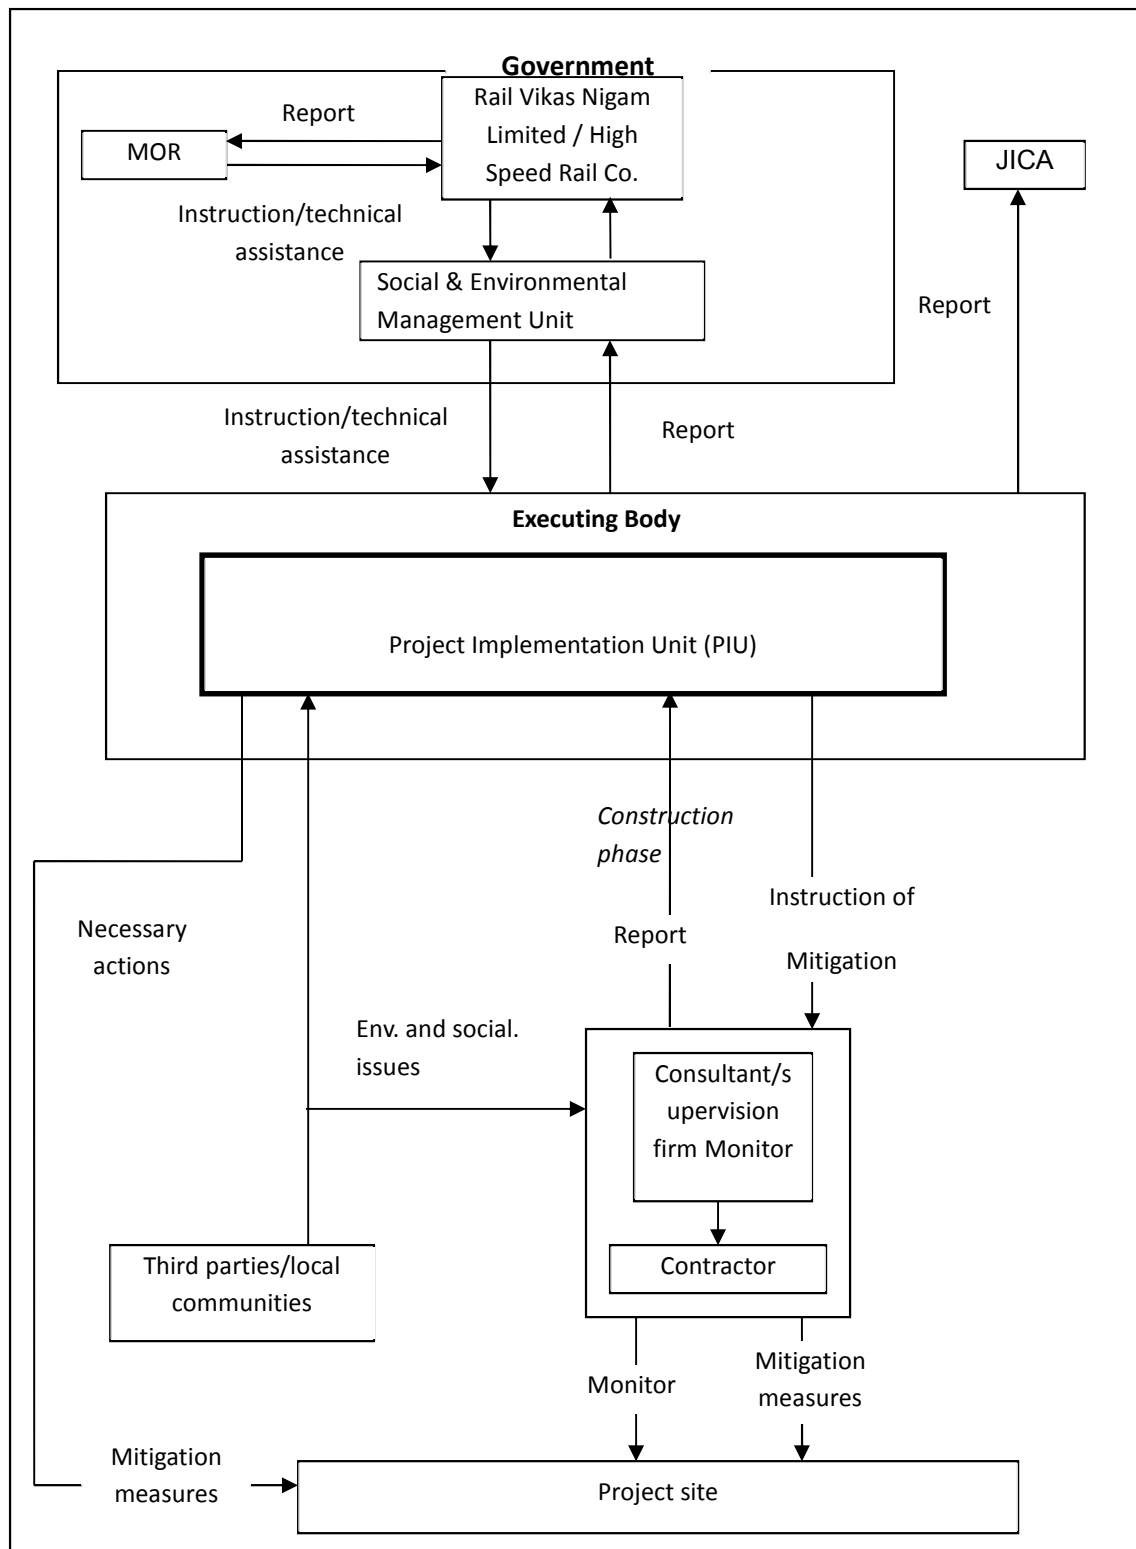 Government
Rail Vikas Nigam
Limited / High
Speed Rail Co.
Report
MOR
JICA
Instruction/technical
assistance
Social & Environmental
Management Unit
Report
Instruction/technical
assistance
Report
Executing Body
Project Implementation Unit (PIU)
Construction
phase
Instruction of
Necessary
actions
Report
Mitigation
Env. and social.
issues
Consultant/s
upervision
firm Monitor
Third parties/local
communities
Contractor
Monitor
Mitigation
measures
Mitigation
measures
Project site